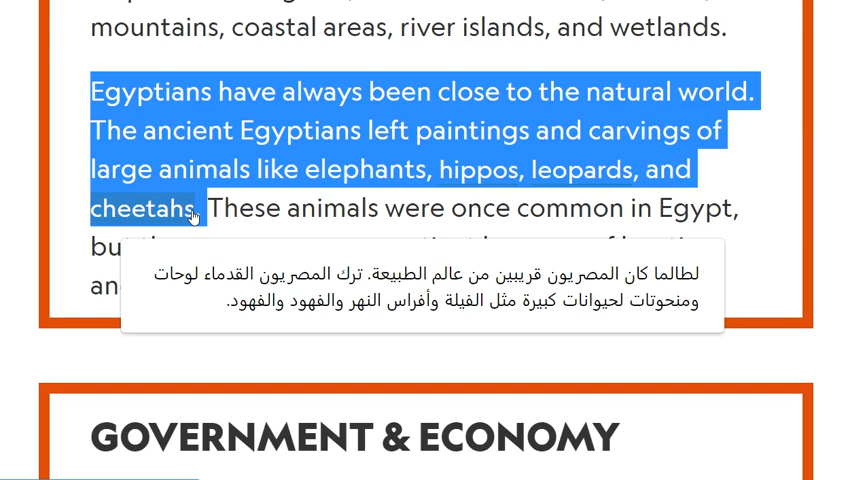 mountains, coastal areas, river islands, and wetlands.
Egyptians have always been close to the natural world.
The ancient Egyptians left paintings and carvings of
large animals like elephants, hippos, leopards, and
cheetahs. These animals were once common in Egypt,
but
an
لطالما كان المصريون قريبين من عالم الطبيعة. ترك المصريون القدماء لوحات
ومنحوتات لحيوانات كبيرة مثل الفيلة وأفراس النهر والفهود والفهود.
GOVERNMENT & ECONOMY